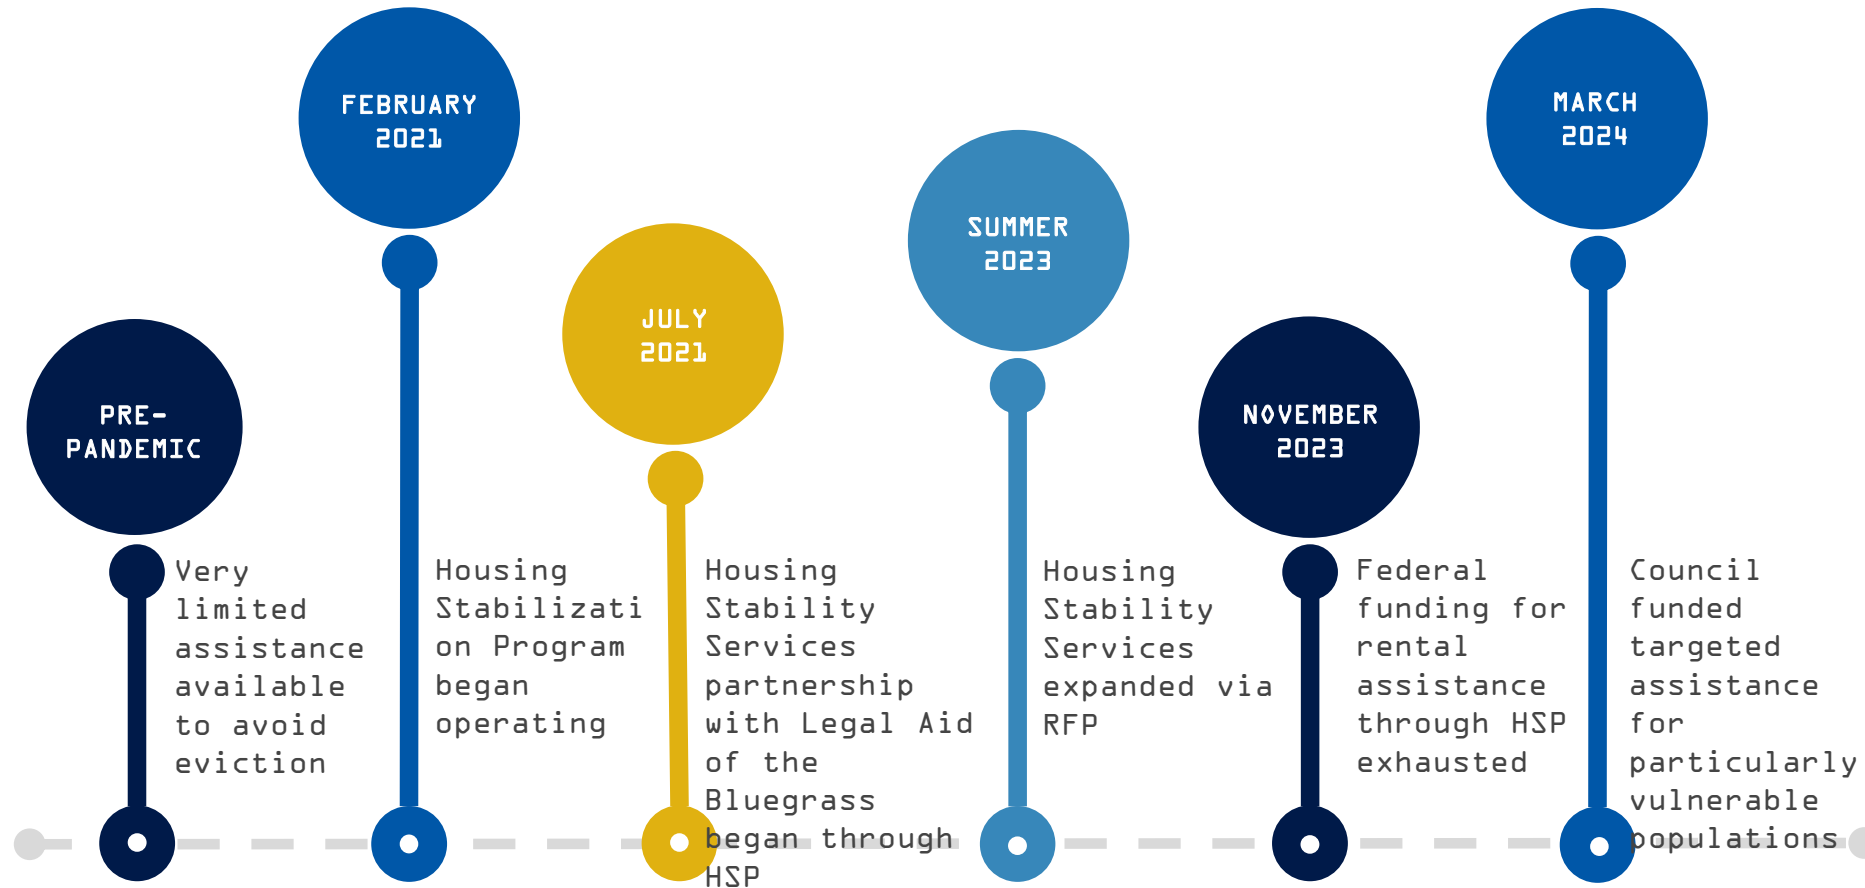 PRE-
PANDEMIC
Very
limited
assistance
available
to avoid
eviction
FEBRUARY
2021
Housing
Stabilizati
on Program
began
operating
JULY
2021
Housing
Stability
Services
partnership
with Legal Aid
of the
Bluegrass
began through
HSP
SUMMER
2023
Housing
Stability
Services
expanded via
RFP
NOVEMBER
2023
Federal
funding for
rental
assistance
through HSP
exhausted
MARCH
2024
Council
funded
targeted
assistance
for
particularly
vulnerable
populations